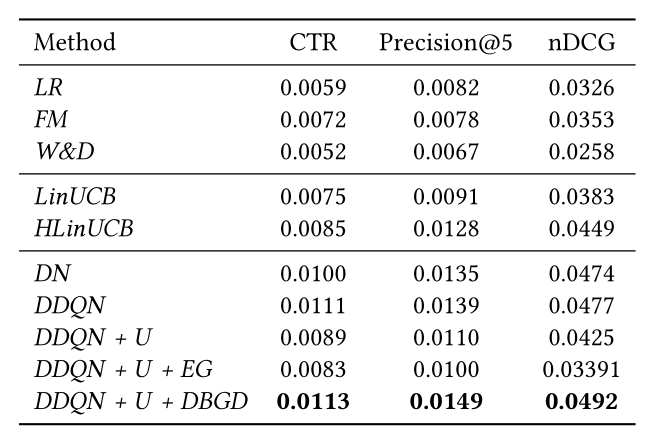 Method CTR Precision@5 nDCG
LR 0.0059 0.0082 0.0326
FM 0.0072 0.0078 0.0353
W&D 0.0052 0.0067 0.0258
LinUCB 0.0075 0.0091 0.0383
HLinUCB 0.0085 0.0128 0.0449
DN 0.0100 0.0135 0.0474
DDQN 0.0111 0.0139 0.0477
DDQN + U 0.0089 0.0110 0.0425
DDQN + U + EG 0.0083 0.0100 0.03391
DDQN + U + DBGD 0.0113 0.0149 0.0492